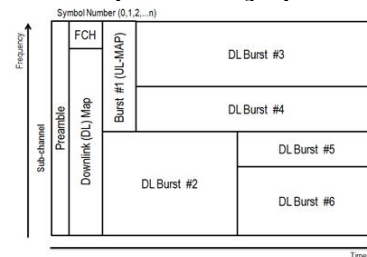 Symbol Number (0,1,2,...n)
Frequency
Sub-channel
Preamble
FCH
Downlink (DL) Map
Burst #1 (UL-MAP)
DL Burst #3
DL Burst #4
DL Burst #2
DL Burst #5
DL Burst #6
Time